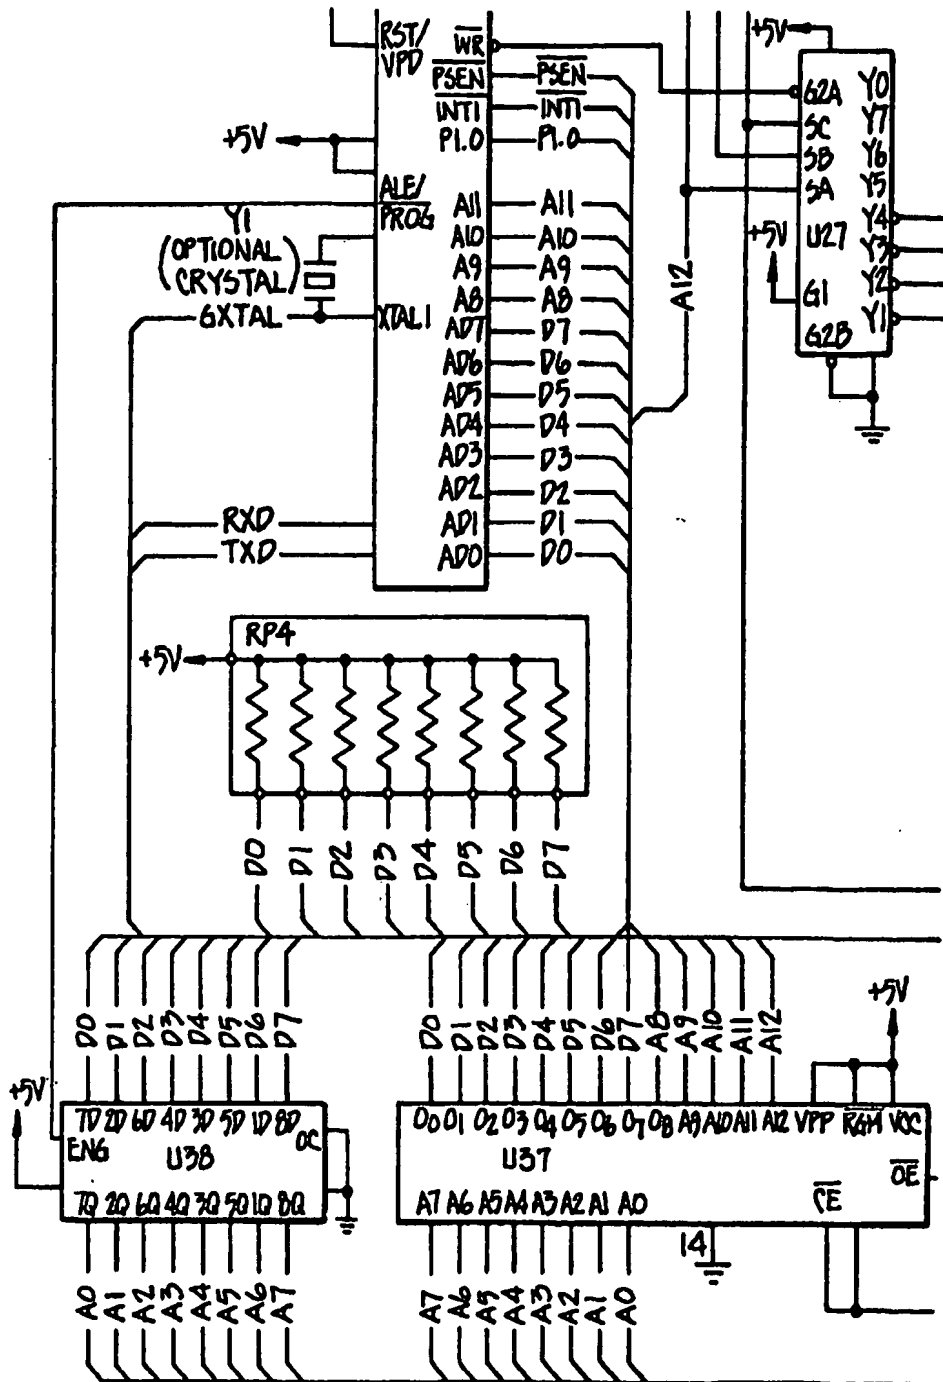 RST/
VPD
WR
PSEN PSEN
INT1 INT1
P1.0 P1.0
+5V
ALE/
PROG
Y1
(OPTIONAL
CRYSTAL)
6XTAL
XTAL1
A11 A11
A10 A10
A9 A9
A8 A8
AD7 D7
AD6 D6
AD5 D5
AD4 D4
AD3 D3
AD2 D2
AD1 D1
AD0 D0
RXD
TXD
A12
+5V
G2A Y0
SC Y7
SB Y6
SA Y5
Y4
U27 Y3
+5V
Y2
G1 Y1
G2B
RP4
+5V
D0 D1 D2 D3 D4 D5 D6 D7
D0 D1 D2 D3 D4 D5 D6 D7
+5V
7D 2D 6D 4D 3D 5D 1D 8D OC
ENG U38
7Q 2Q 6Q 4Q 3Q 5Q 1Q 8Q
A0 A1 A2 A3 A4 A5 A6 A7
D0 D1 D2 D3 D4 D5 D6 D7 A8 A9 A10 A11 A12
+5V
O0 O1 O2 O3 O4 O5 O6 O7 O8 A9 A10 A11 A12 VPP RGM VCC
U37
OE
CE
A7 A6 A5 A4 A3 A2 A1 A0
14
A7 A6 A5 A4 A3 A2 A1 A0